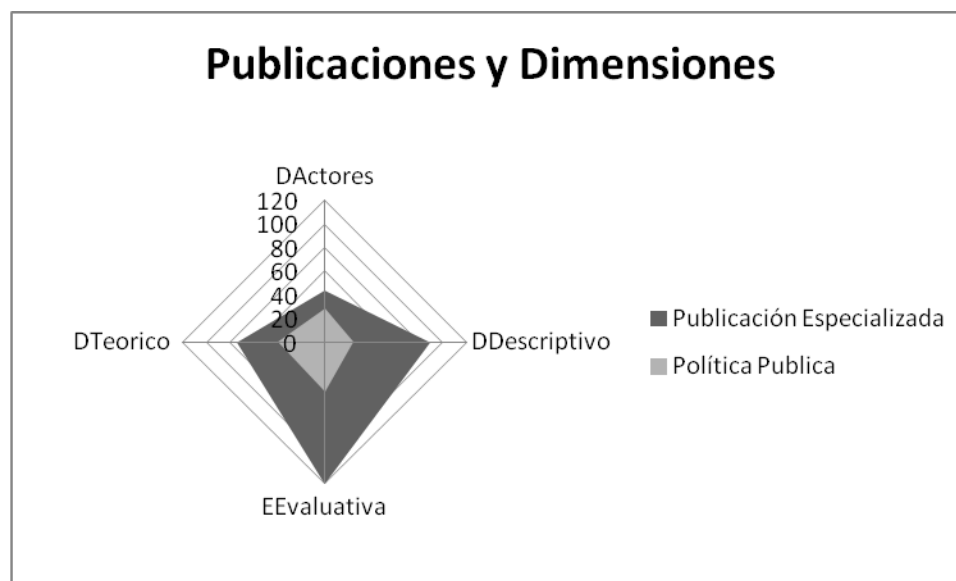 Publicaciones y Dimensiones
DActores
120
100
80
60
40
20
0
DTeorico
DDescriptivo
EEvaluativa
Publicación Especializada
Política Publica